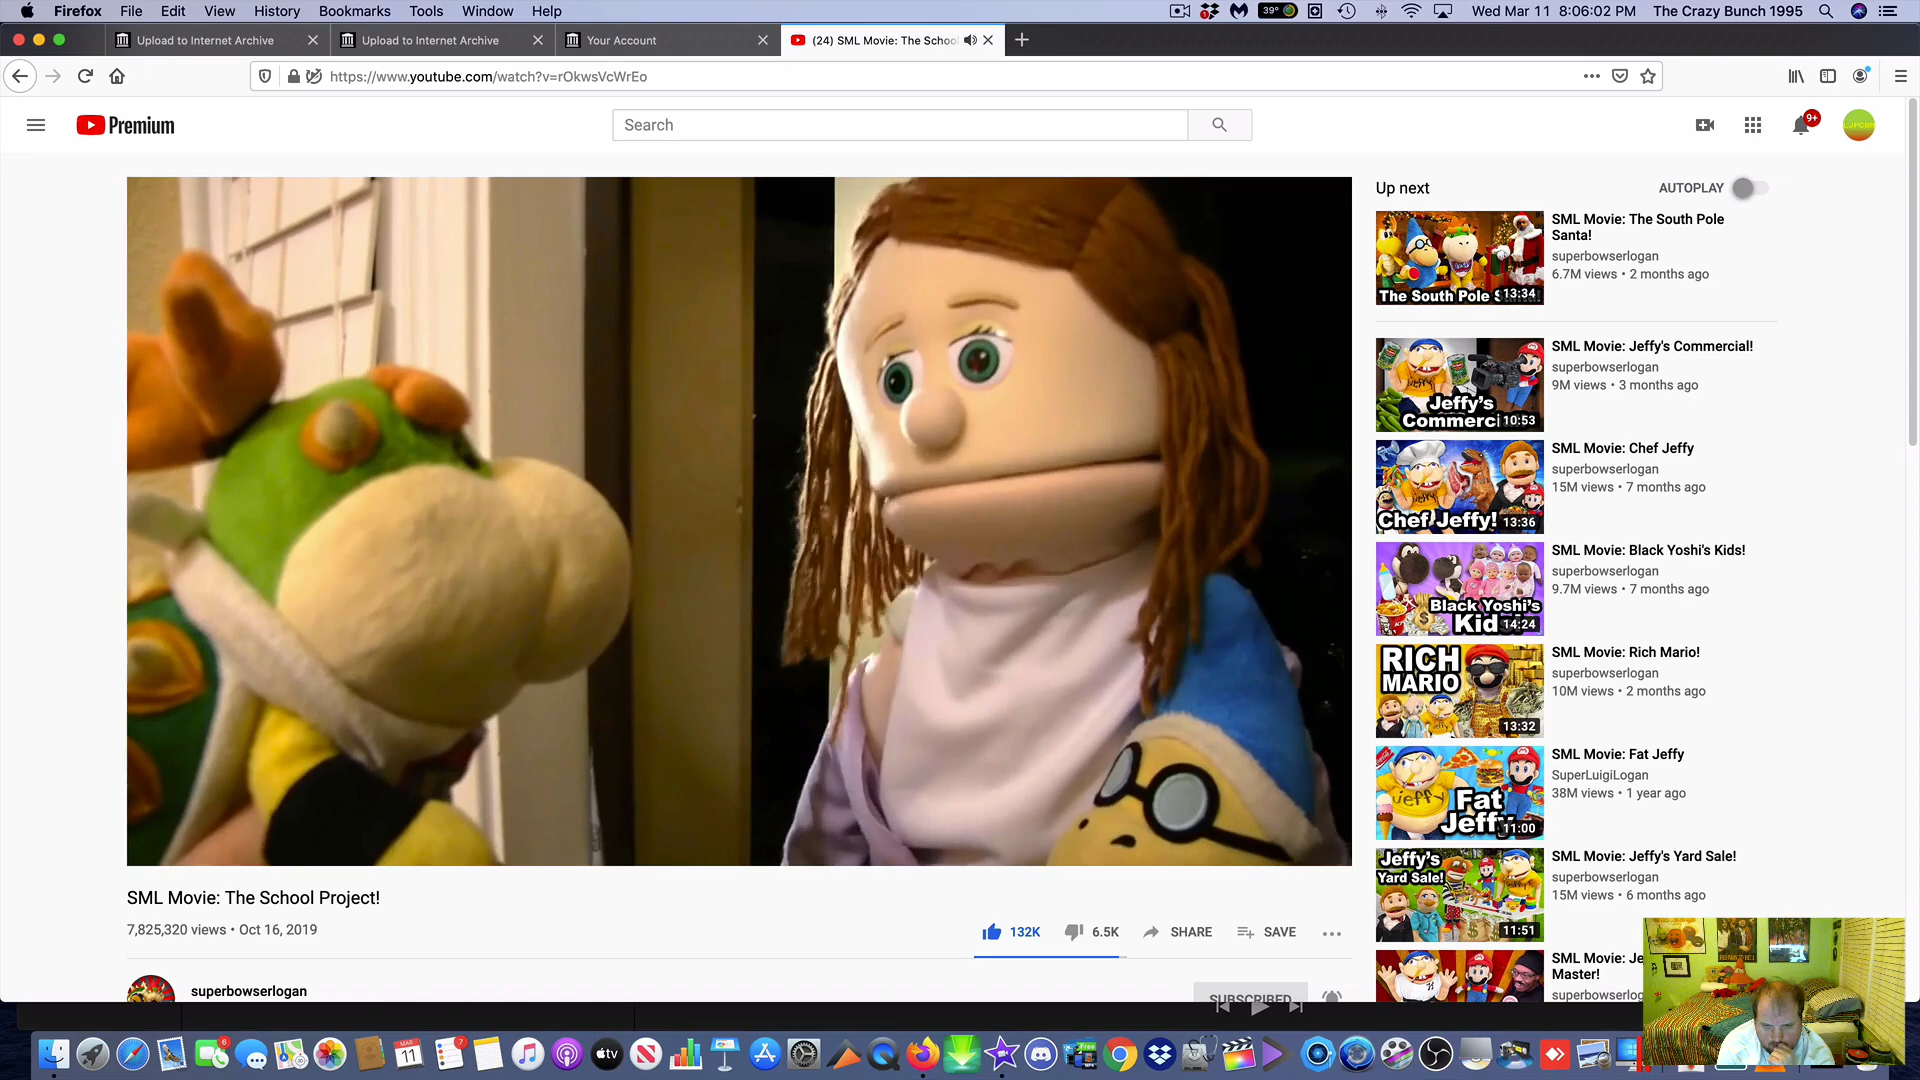 Firefox File Edit View History Bookmarks Tools Window Help
39° Wed Mar 11 8:06:02 PM The Crazy Bunch 1995
Upload to Internet Archive
Upload to Internet Archive
Your Account
(24) SML Movie: The School
https://www.youtube.com/watch?v=rOkwsVcWrEo
Premium
Search
9+
Up next
AUTOPLAY
SML Movie: The South Pole
Santa!
superbowserlogan
6.7M views • 2 months ago
The South Pole
13:34
SML Movie: Jeffy's Commercial!
superbowserlogan
9M views • 3 months ago
Jeffy's
Commerci
10:53
SML Movie: Chef Jeffy
superbowserlogan
15M views • 7 months ago
Chef Jeffy!
13:36
SML Movie: Black Yoshi's Kids!
superbowserlogan
9.7M views • 7 months ago
Black Yoshi's
Kid
14:24
SML Movie: Rich Mario!
superbowserlogan
10M views • 2 months ago
RICH
MARIO
13:32
SML Movie: Fat Jeffy
SuperLuigiLogan
38M views • 1 year ago
jeffy
Fat
Jeffy
11:00
SML Movie: Jeffy's Yard Sale!
superbowserlogan
15M views • 6 months ago
Jeffy's
Yard Sale!
11:51
SML Movie: Je
Master!
superbowserlog
SML Movie: The School Project!
7,825,320 views • Oct 16, 2019
132K 6.5K SHARE SAVE
superbowserlogan
SUBSCRIBED
6
MAR
11
7
tv